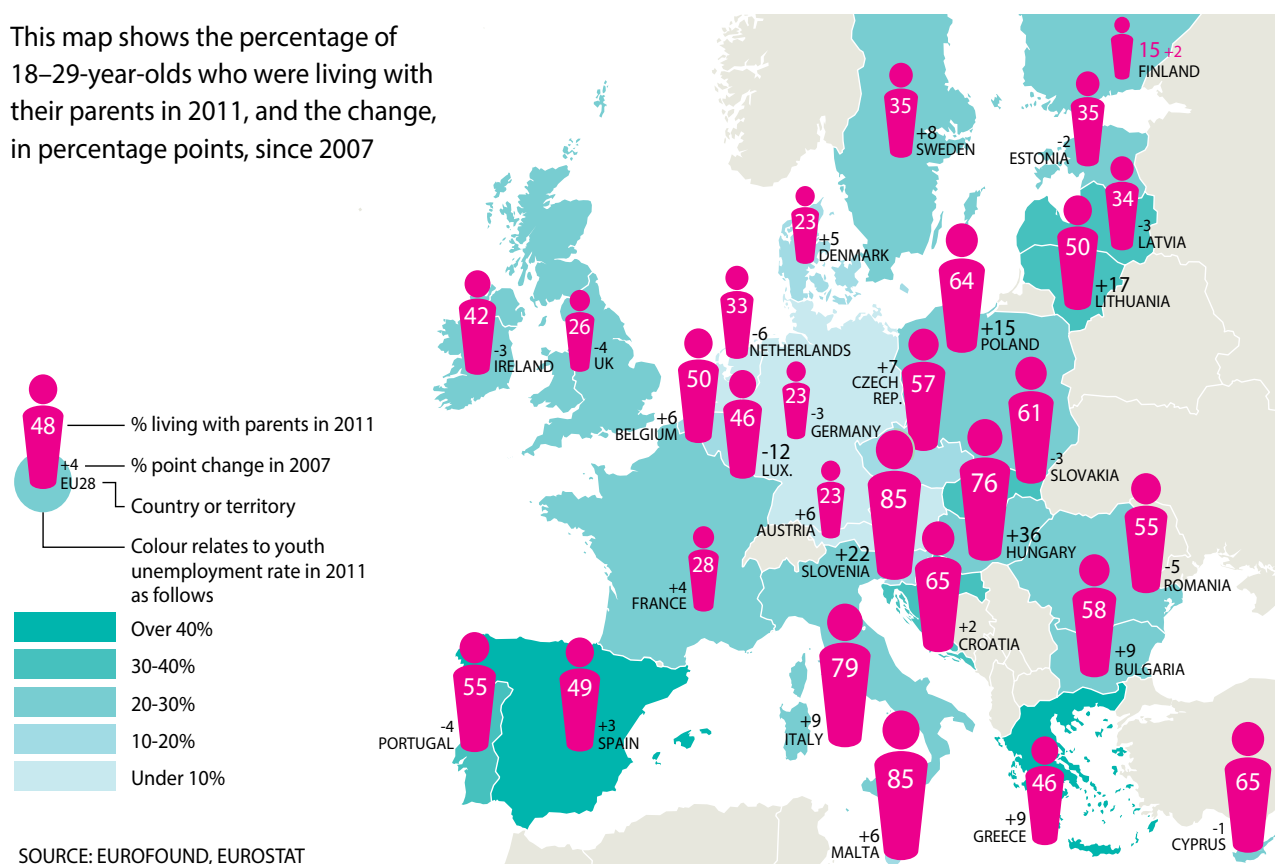 This map shows the percentage of
18–29-year-olds who were living with
their parents in 2011, and the change,
in percentage points, since 2007
15 +2
FINLAND
35
+8
SWEDEN
35
-2
ESTONIA
34
-3
LATVIA
23
+5
DENMARK
50
+17
LITHUANIA
64
+15
POLAND
42
-3
IRELAND
26
-4
UK
33
-6
NETHERLANDS
50
+6
BELGIUM
46
-12
LUX.
23
-3
GERMANY
+7
CZECH
REP.
57
61
-3
SLOVAKIA
23
+6
AUSTRIA
85
+22
SLOVENIA
76
+36
HUNGARY
55
-5
ROMANIA
28
+4
FRANCE
65
+2
CROATIA
58
+9
BULGARIA
55
-4
PORTUGAL
49
+3
SPAIN
79
+9
ITALY
85
+6
MALTA
46
+9
GREECE
65
-1
CYPRUS
48
% living with parents in 2011
+4
% point change in 2007
EU28
Country or territory
Colour relates to youth
unemployment rate in 2011
as follows
Over 40%
30-40%
20-30%
10-20%
Under 10%
SOURCE: EUROFOUND, EUROSTAT